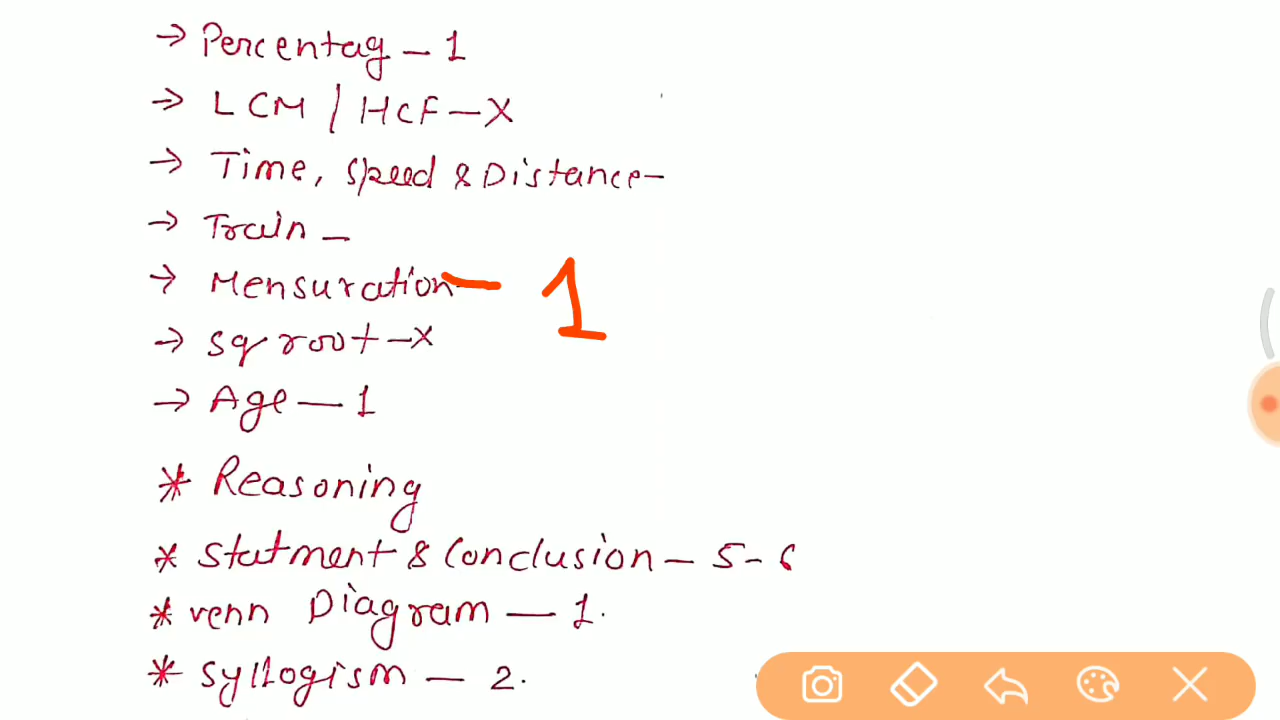 → Percentag - 1
→ LCM / HCF - X
→ Time, Speed & Distance -
→ Train -
→ Mensuration - 1
→ Sq root - X
→ Age - 1
* Reasoning
* Statment & Conclusion - 5 - 6
* venn Diagram - 1.
* Syllogism - 2.